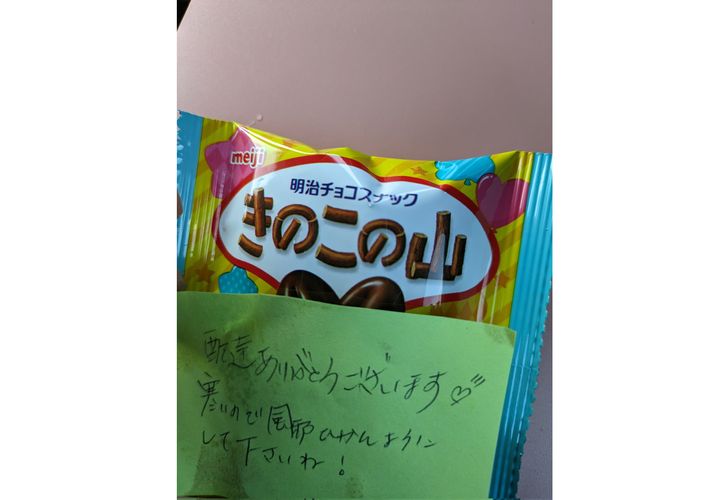 meiji
明治チョコスナック
きのこの山
配達ありがとうございます♡
寒いので風邪ひかんように
して下さいね!